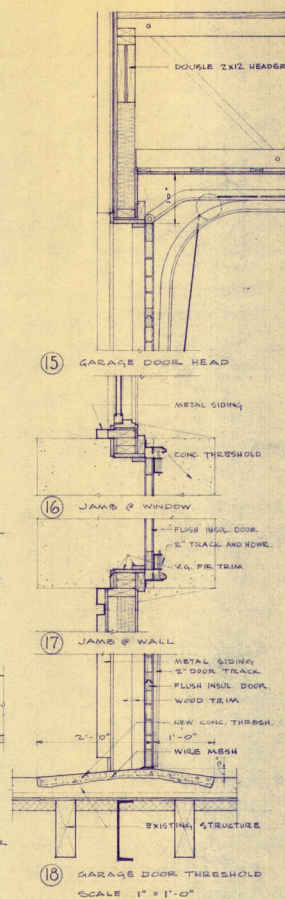 DOUBLE 2X12 HEADER
15 GARAGE DOOR HEAD
METAL SIDING
CONC THRESHOLD
16 JAMB @ WINDOW
FLUSH INSUL DOOR
2" TRACK AND HDWR.
V.G. FIR TRIM
17 JAMB @ WALL
METAL SIDING
2" DOOR TRACK
FLUSH INSUL DOOR
WOOD TRIM
NEW CONC. THRESH.
2'-0" 1'-0"
WIRE MESH
EXISTING STRUCTURE
18 GARAGE DOOR THRESHOLD
SCALE 1" = 1'-0"